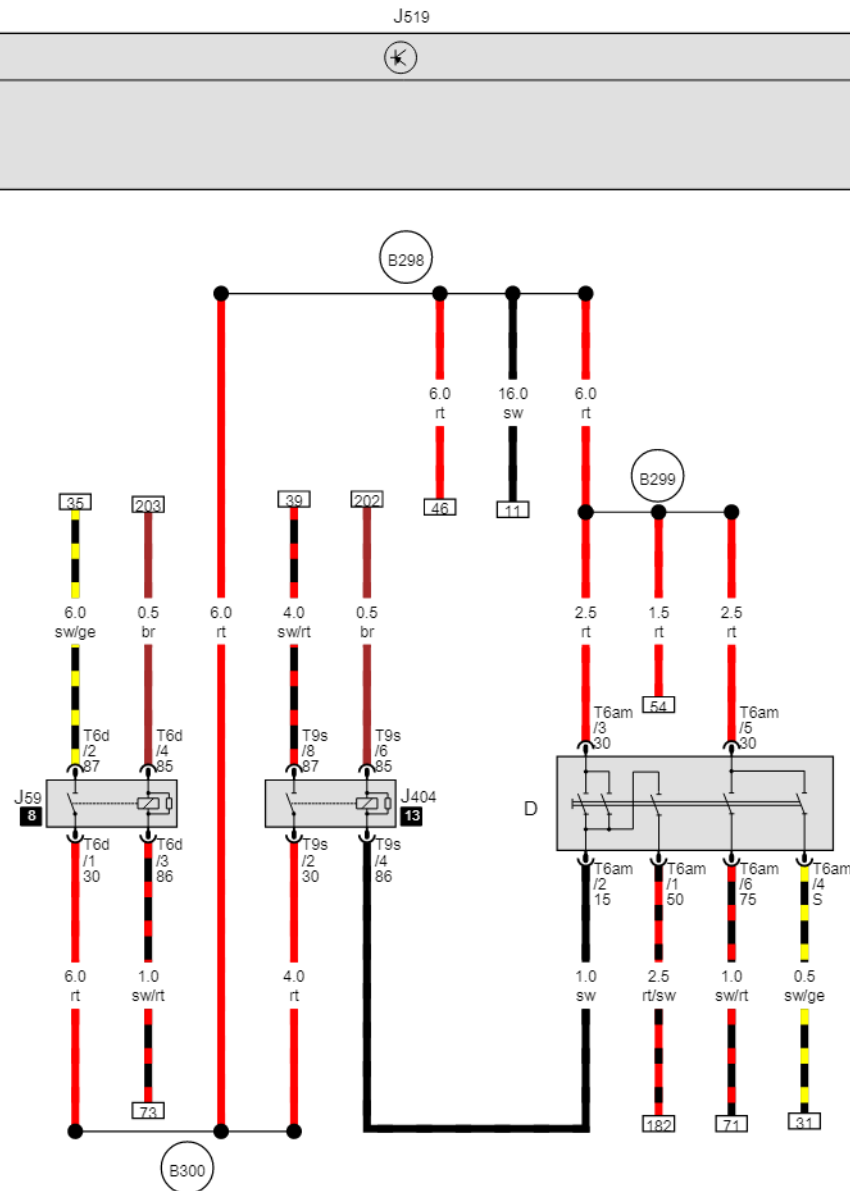 J519
B298
6.0
rt
16.0
sw
6.0
rt
B299
35
203
39
202
46
11
6.0
sw/ge
0.5
br
6.0
rt
4.0
sw/rt
0.5
br
2.5
rt
1.5
rt
2.5
rt
54
T6d
/2
87
T6d
/4
85
T9s
/8
87
T9s
/6
85
T6am
/3
30
T6am
/5
30
J59
8
J404
13
D
T6d
/1
30
T6d
/3
86
T9s
/2
30
T9s
/4
86
T6am
/2
15
T6am
/1
50
T6am
/6
75
T6am
/4
S
6.0
rt
1.0
sw/rt
4.0
rt
1.0
sw
2.5
rt/sw
1.0
sw/rt
0.5
sw/ge
73
182
71
31
B300